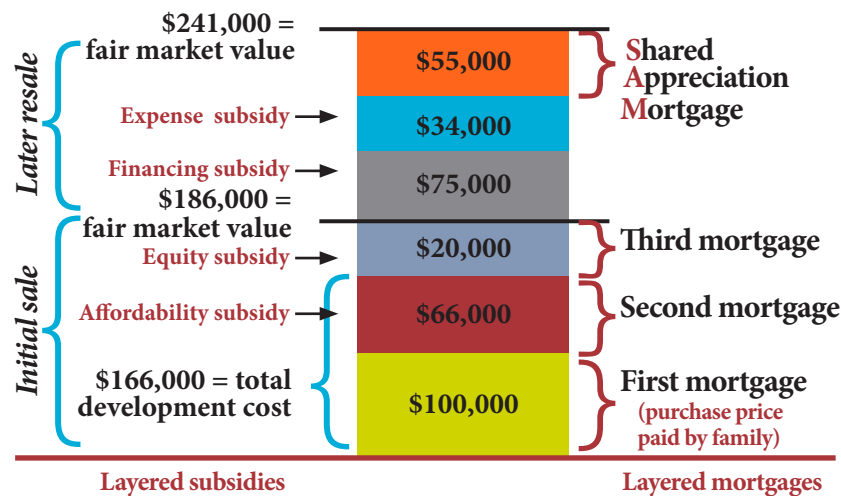 $241,000 =
fair market value
Later resale
Expense subsidy
Financing subsidy
$186,000 =
fair market value
Initial sale
Equity subsidy
Affordability subsidy
$166,000 = total
development cost
Layered subsidies
$55,000
$34,000
$75,000
$20,000
$66,000
$100,000
Shared
Appreciation
Mortgage
Third mortgage
Second mortgage
First mortgage
(purchase price
paid by family)
Layered mortgages